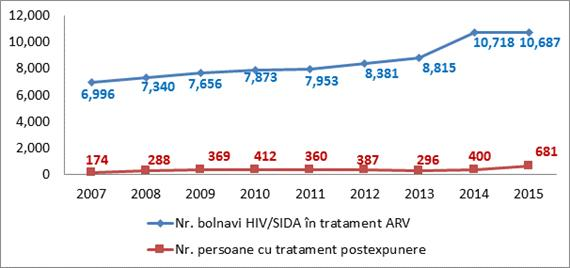 12,000
10,000
8,000
6,000
4,000
2,000
0
6,996 7,340 7,656 7,873 7,953 8,381 8,815 10,718 10,687
174 288 369 412 360 387 296 400 681
2007 2008 2009 2010 2011 2012 2013 2014 2015
Nr. bolnavi HIV/SIDA în tratament ARV
Nr. persoane cu tratament postexpunere